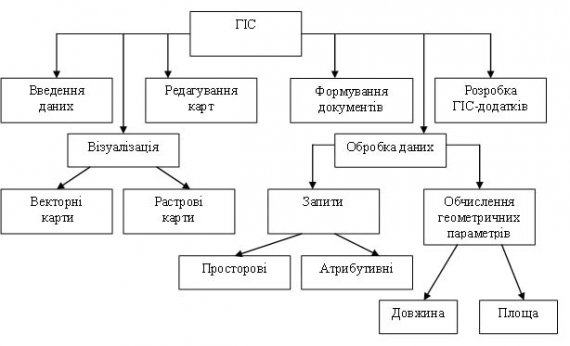 ГІС
Введення
даних
Редагування
карт
Формування
документів
Розробка
ГІС-додатків
Візуалізація
Обробка даних
Векторні
карти
Растрові
карти
Запити
Обчислення
геометричних
параметрів
Просторові
Атрибутивні
Довжина
Площа